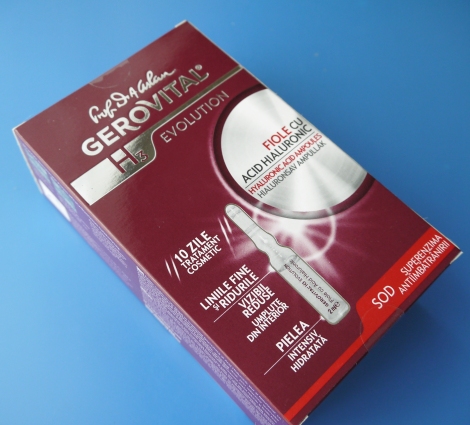 Prof. Dr. A. Aslan
GEROVITAL®
H3
EVOLUTION
FIOLE CU
ACID HIALURONIC
HYALURONIC ACID AMPOULES
HIALURONSAV AMPULLÁK
10 ZILE
TRATAMENT
COSMETIC
LINIILE FINE
ȘI RIDURILE
VIZIBIL
REDUSE
UMPLUTE
DIN INTERIOR
PIELEA
INTENSIV
HIDRATATĂ
SOD
SUPERENZIMA
ANTIIMBATRANIRII